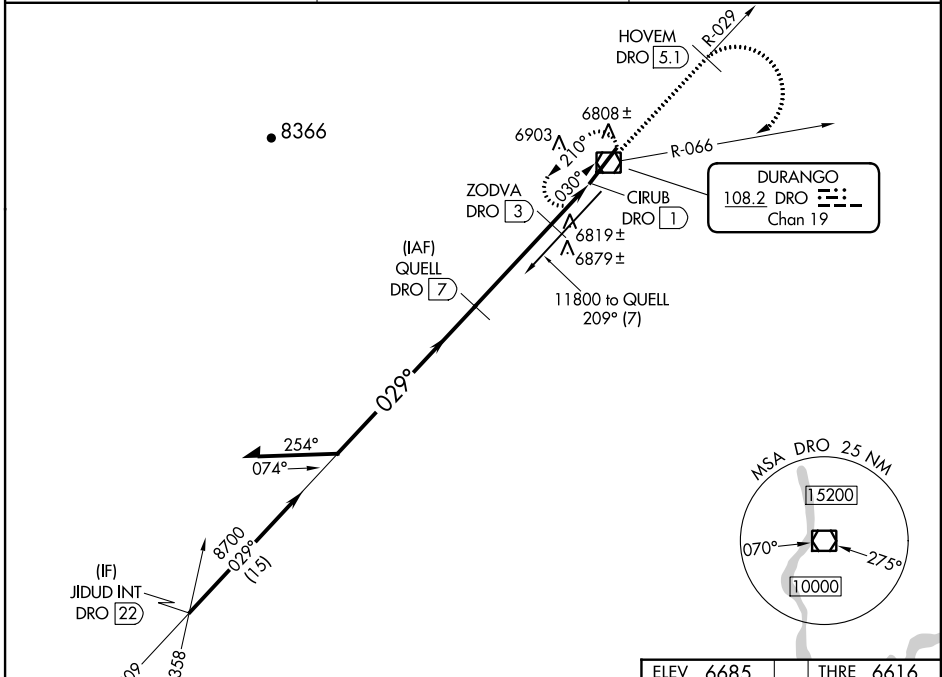 HOVEM
DRO 5.1
R-029
8366
6808 ±
6903
210°
030°
R-066
DURANGO
108.2 DRO
Chan 19
ZODVA
DRO 3
CIRUB
DRO 1
6819 ±
6879 ±
(IAF)
QUELL
DRO 7
11800 to QUELL
209° (7)
029°
254°
074°
8700
029°
(15)
(IF)
JIDUD INT
DRO 22
358
MSA DRO 25 NM
15200
070°
275°
10000
ELEV 6685
THRE 6616